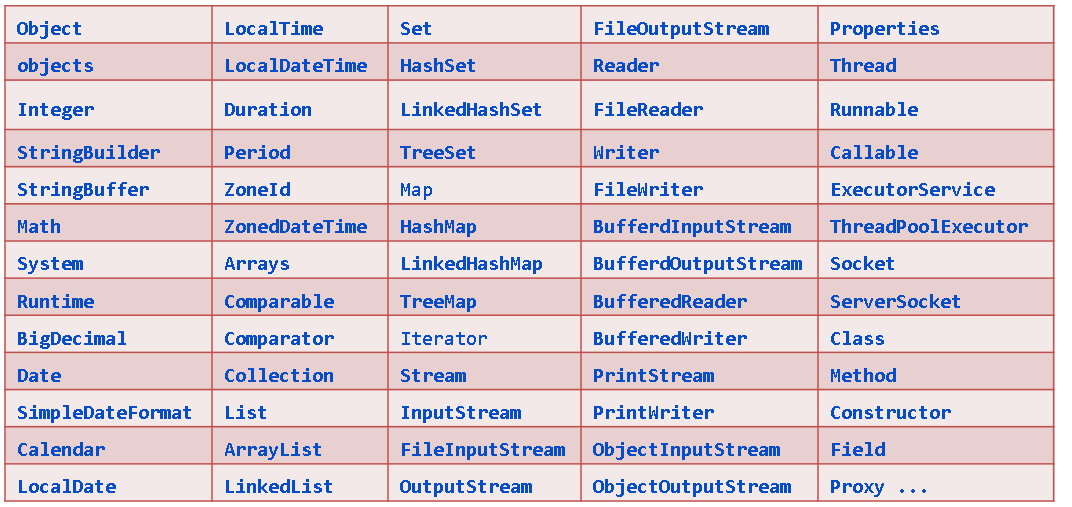 Object LocalTime Set FileOutputStream Properties
objects LocalDateTime HashSet Reader Thread
Integer Duration LinkedHashSet FileReader Runnable
StringBuilder Period TreeSet Writer Callable
StringBuffer ZoneId Map FileWriter ExecutorService
Math ZonedDateTime HashMap BufferdInputStream ThreadPoolExecutor
System Arrays LinkedHashMap BufferdOutputStream Socket
Runtime Comparable TreeMap BufferedReader ServerSocket
BigDecimal Comparator Iterator BufferedWriter Class
Date Collection Stream PrintStream Method
SimpleDateFormat List InputStream PrintWriter Constructor
Calendar ArrayList FileInputStream ObjectInputStream Field
LocalDate LinkedList OutputStream ObjectOutputStream Proxy ...